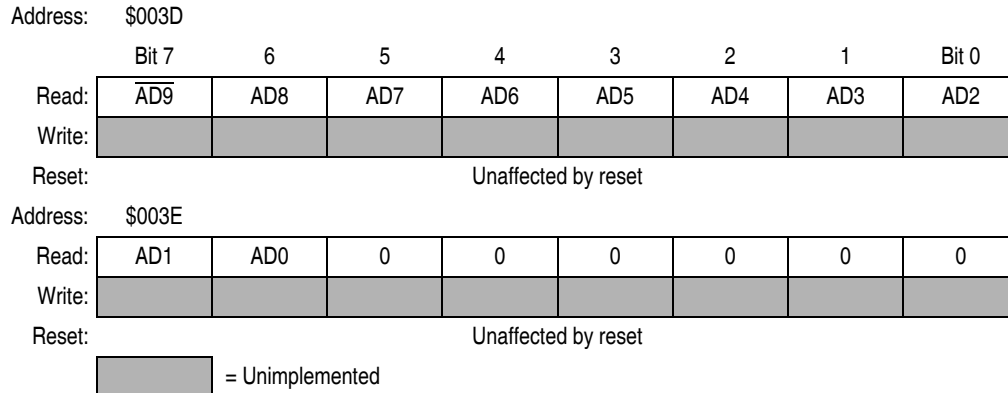 Address: $003D
Bit 7 6 5 4 3 2 1 Bit 0
Read: A̅D̅9̅ AD8 AD7 AD6 AD5 AD4 AD3 AD2
Write:
Reset: Unaffected by reset
Address: $003E
Read: AD1 AD0 0 0 0 0 0 0
Write:
Reset: Unaffected by reset
= Unimplemented